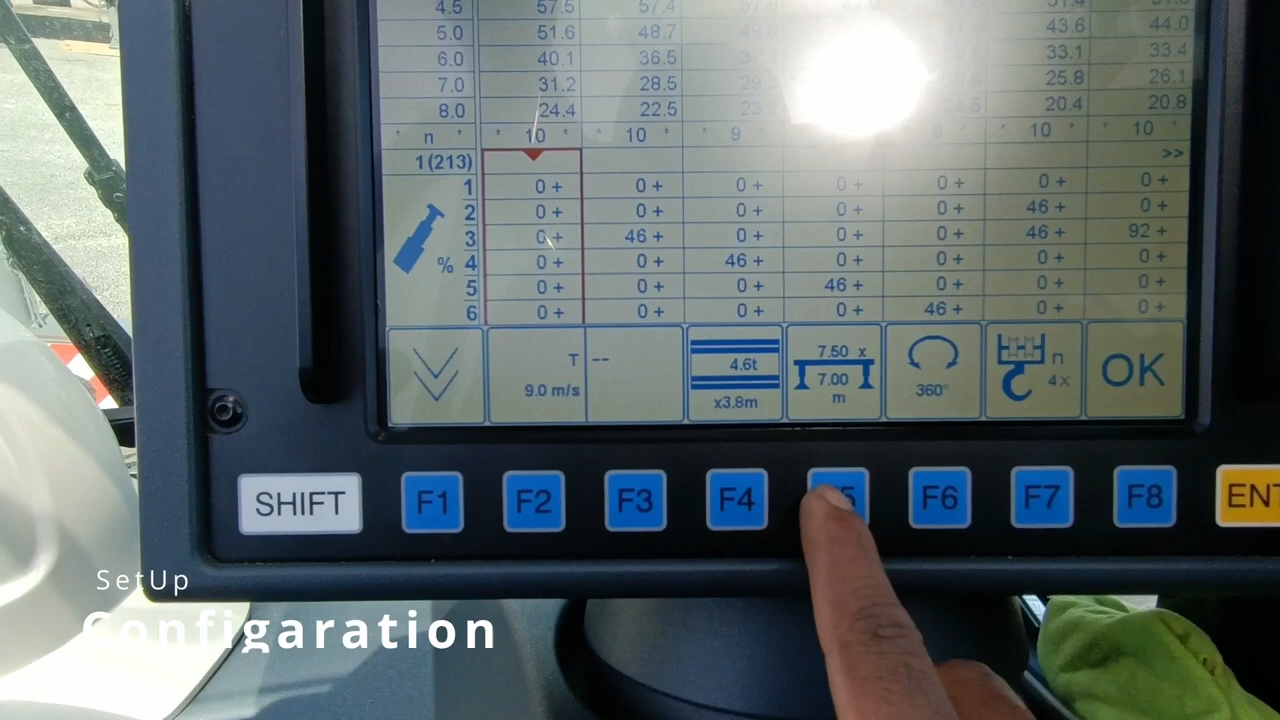 4.5 57.5 57.4
5.0 51.6 48.7 43.6 44.0
6.0 40.1 36.5 33.1 33.4
7.0 31.2 28.5 25.8 26.1
8.0 24.4 22.5 20.4 20.8
* n * * 10 * * 10 * * 9 * 10 * * 10 *
1(213) >>
1 0 + 0 + 0 + 0 + 0 + 0 + 0 +
2 0 + 0 + 0 + 0 + 0 + 46 + 0 +
3 0 + 46 + 0 + 0 + 0 + 46 + 92 +
% 4 0 + 0 + 46 + 0 + 0 + 0 + 0 +
5 0 + 0 + 0 + 46 + 0 + 0 + 0 +
6 0 + 0 + 0 + 0 + 46 + 0 + 0 +
T --
9.0 m/s
4.6t
x3.8m
7.50 x
7.00
m
360°
n
4x
OK
SHIFT F1 F2 F3 F4 F6 F7 F8
SetUp
Configaration